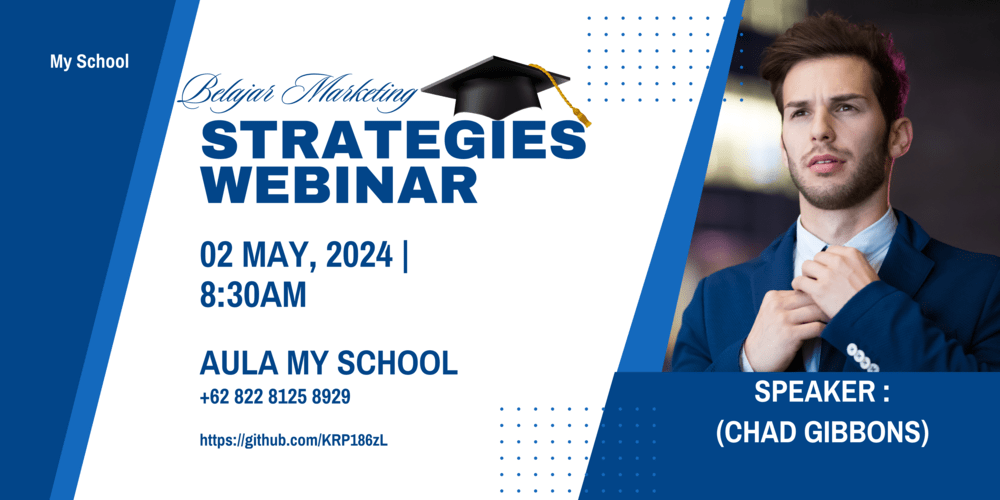 My School
Belajar Marketing
STRATEGIES
WEBINAR
02 MAY, 2024 |
8:30AM
AULA MY SCHOOL
+62 822 8125 8929
https://github.com/KRP186zL
SPEAKER :
(CHAD GIBBONS)